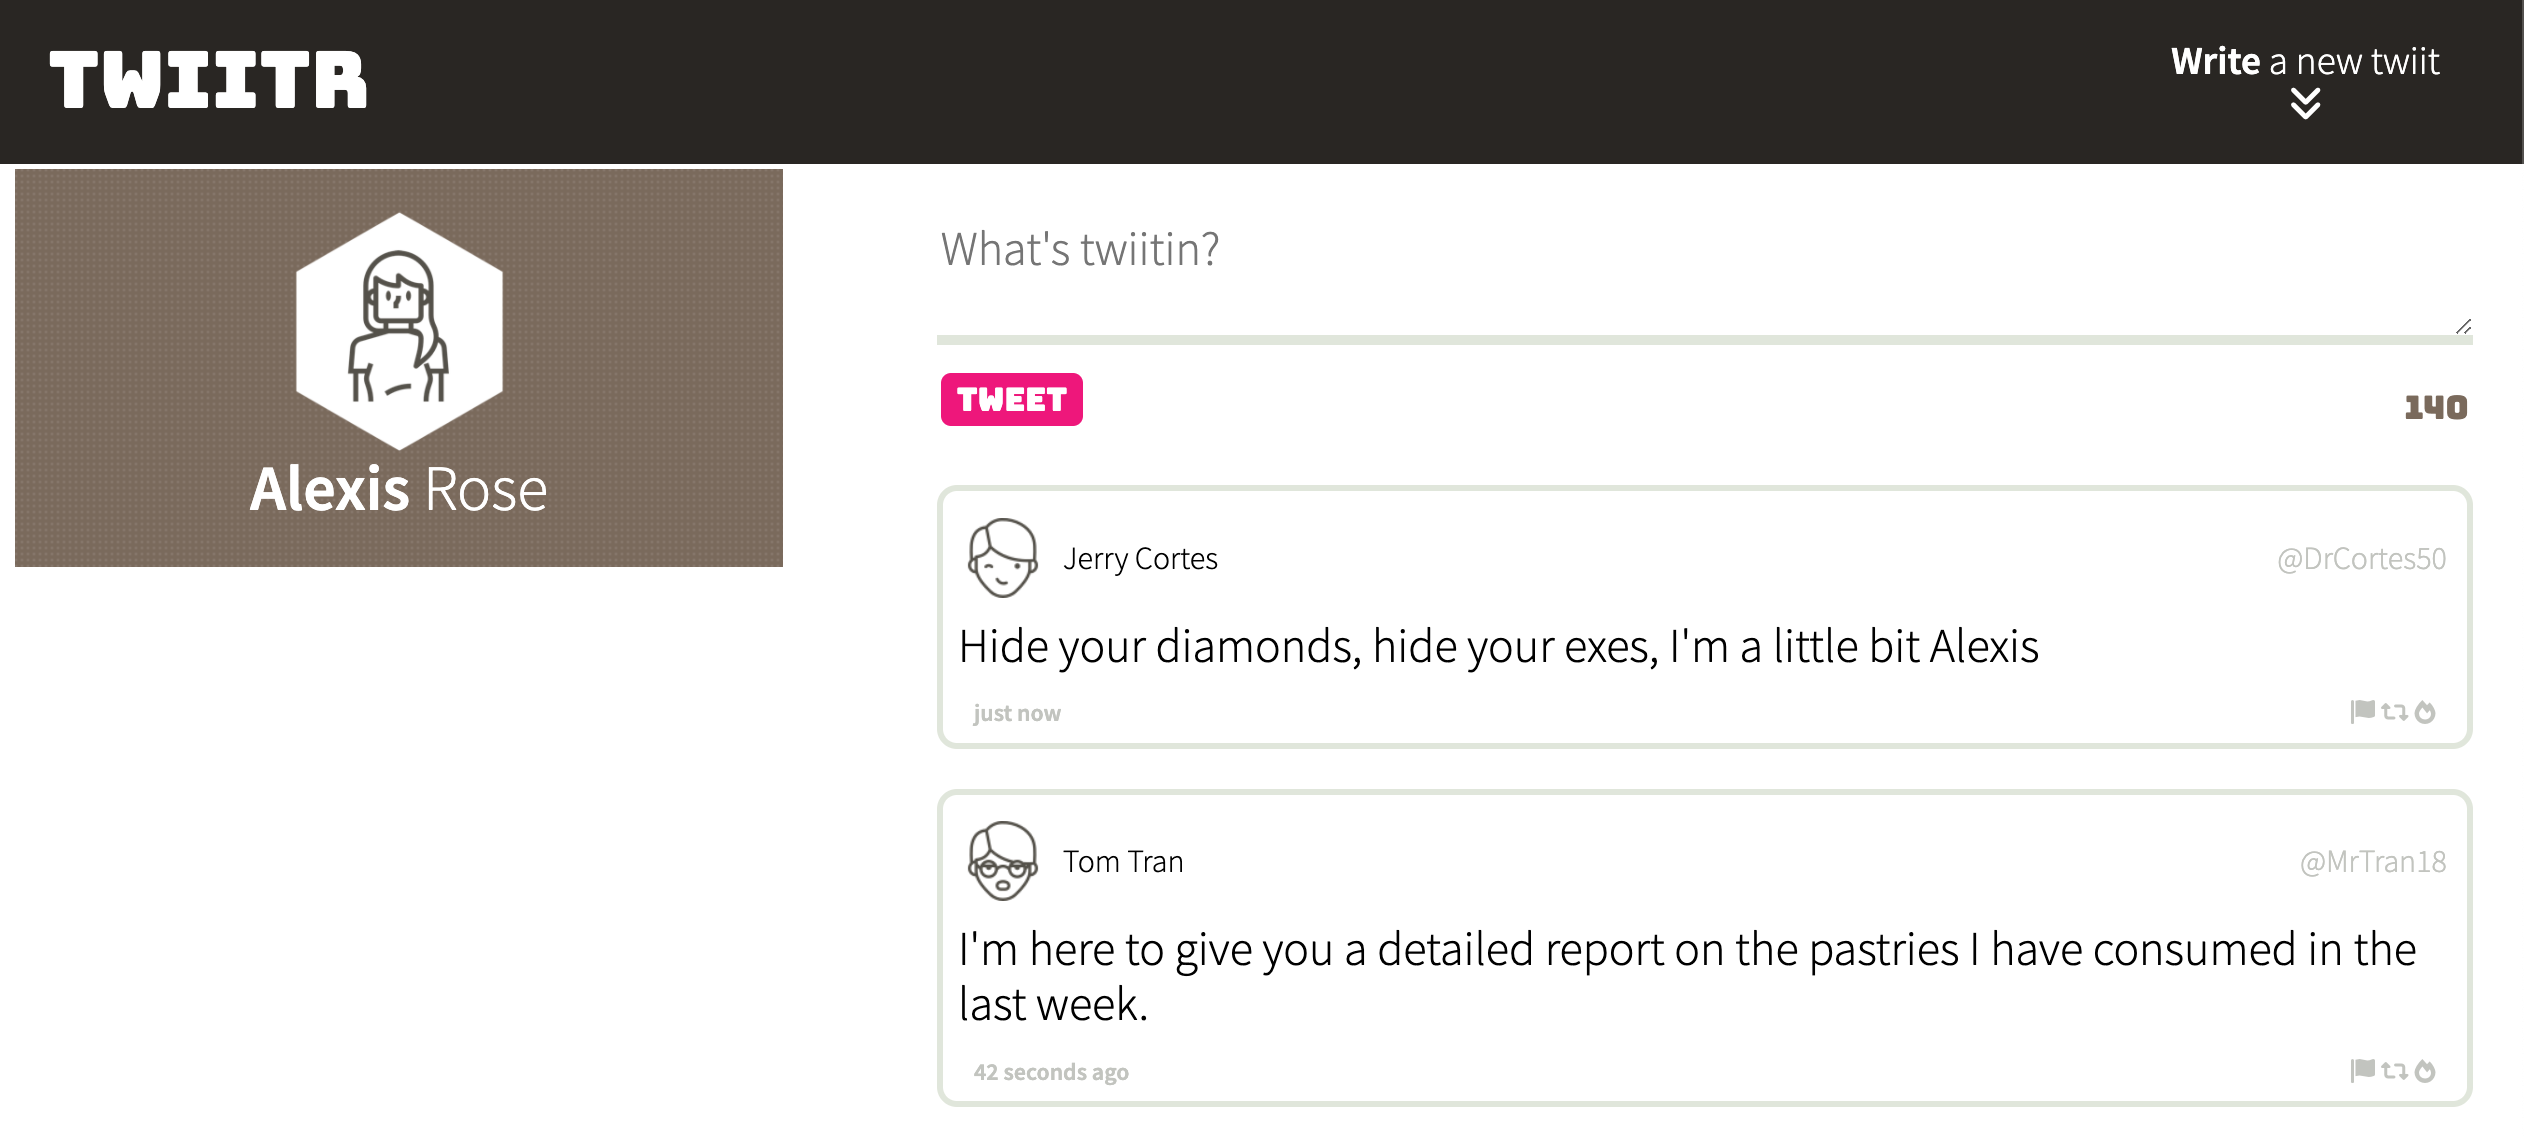 TWIITR
Write a new twiit
Alexis Rose
What's twiitin?
TWEET
140
Jerry Cortes
@DrCortes50
Hide your diamonds, hide your exes, I'm a little bit Alexis
just now
Tom Tran
@MrTran18
I'm here to give you a detailed report on the pastries I have consumed in the
last week.
42 seconds ago